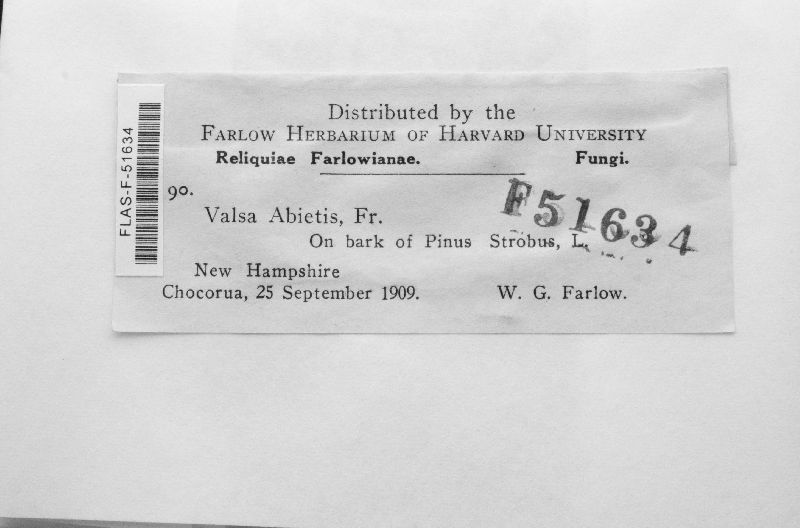 Distributed by the
FARLOW HERBARIUM OF HARVARD UNIVERSITY
Reliquiae Farlowianae. Fungi.
90.
F51634
Valsa Abietis, Fr.
On bark of Pinus Strobus, L.
New Hampshire
Chocorua, 25 September 1909. W. G. Farlow.
FLAS-F-51634